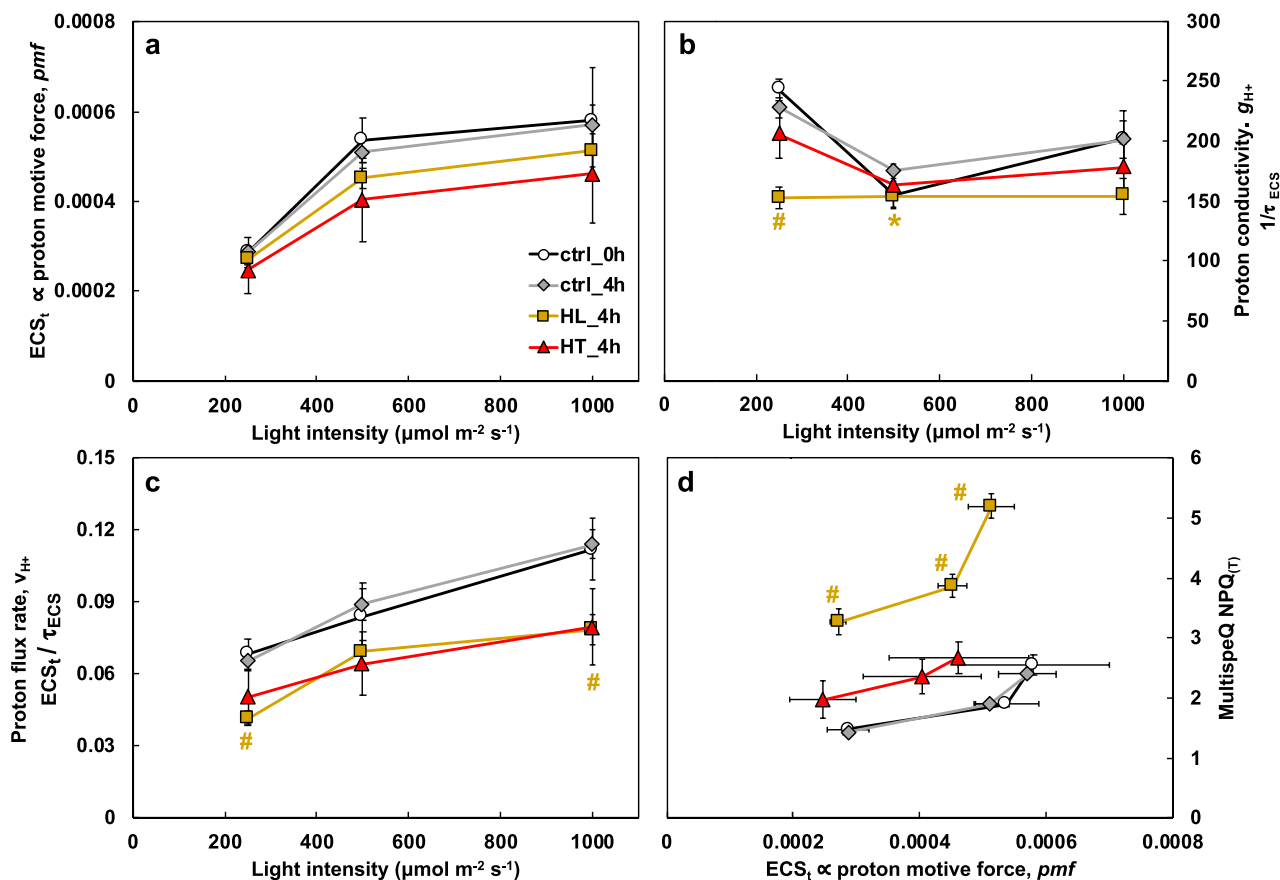 a
0.0008
0.0006
0.0004
0.0002
0
ECSₜ ∝ proton motive force, pmf
0 200 400 600 800 1000
Light intensity (µmol m⁻² s⁻¹)
ctrl_0h
ctrl_4h
HL_4h
HT_4h
b
300
250
200
150
100
50
0
Proton conductivity. gH+
1/τ ECS
# *
0 200 400 600 800 1000
Light intensity (µmol m⁻² s⁻¹)
c
0.15
0.12
0.09
0.06
0.03
0
Proton flux rate, vH+
ECSₜ / τECS
#
#
0 200 400 600 800 1000
Light intensity (µmol m⁻² s⁻¹)
d
6
5
4
3
2
1
0
MultispeQ NPQ(T)
#
#
#
0.0002 0.0004 0.0006 0.0008
ECSₜ ∝ proton motive force, pmf